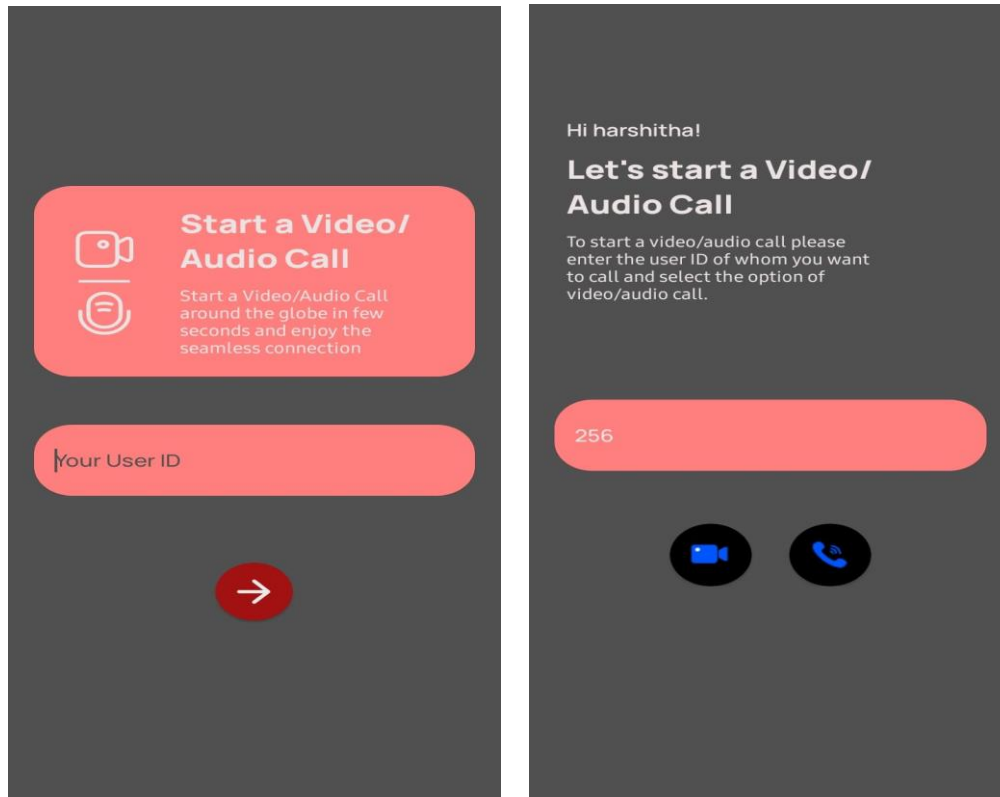 Start a Video/
Audio Call
Start a Video/Audio Call
around the globe in few
seconds and enjoy the
seamless connection
Your User ID
Hi harshitha!
Let's start a Video/
Audio Call
To start a video/audio call please
enter the user ID of whom you want
to call and select the option of
video/audio call.
256